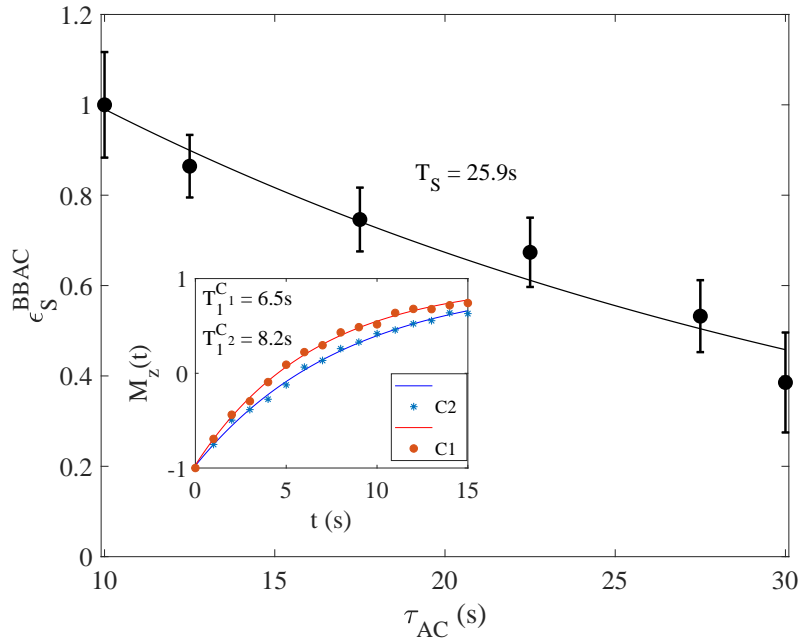 1.2
1
0.8
0.6
0.4
0.2
0
ϵ_S^BBAC
T_S = 25.9s
1
0
-1
M_z(t)
T_1^{C_1} = 6.5s
T_1^{C_2} = 8.2s
C2
C1
0 5 10 15
t (s)
10 15 20 25 30
τ_AC (s)